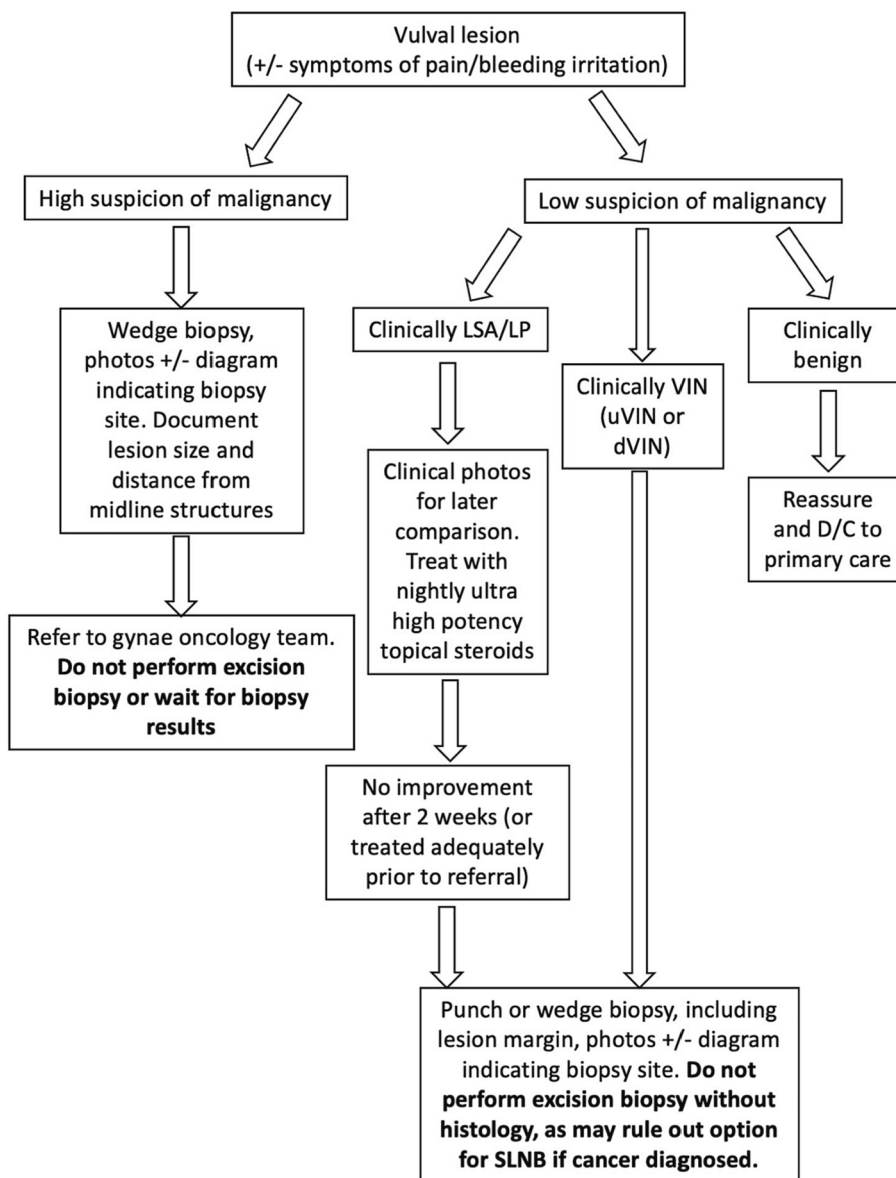 Vulval lesion
(+/- symptoms of pain/bleeding irritation)
High suspicion of malignancy
Low suspicion of malignancy
Wedge biopsy,
photos +/- diagram
indicating biopsy
site. Document
lesion size and
distance from
midline structures
Refer to gynae oncology team.
Do not perform excision
biopsy or wait for biopsy
results
Clinically LSA/LP
Clinical photos
for later
comparison.
Treat with
nightly ultra
high potency
topical steroids
No improvement
after 2 weeks (or
treated adequately
prior to referral)
Clinically VIN
(uVIN or
dVIN)
Clinically
benign
Reassure
and D/C to
primary care
Punch or wedge biopsy, including
lesion margin, photos +/- diagram
indicating biopsy site. Do not
perform excision biopsy without
histology, as may rule out option
for SLNB if cancer diagnosed.